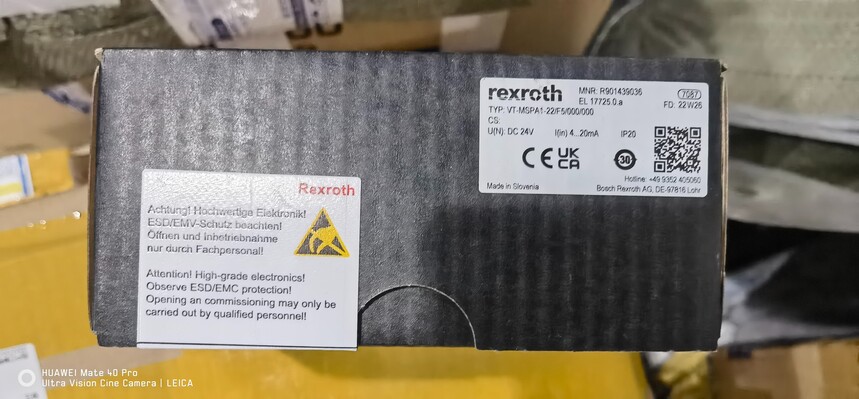 rexroth
MNR: R901439036
7087
EL 17725.0.a
FD: 22W26
TYP: VT-MSPA1-22/F5/000/000
CS:
U(N): DC 24V I(in) 4...20mA IP20
CE UK CA
30
Hotline: +49 9352 405060
Made in Slovenia Bosch Rexroth AG, DE-97816 Lohr
Rexroth
Achtung! Hochwertige Elektronik!
ESD/EMV-Schutz beachten!
Öffnen und Inbetriebnahme
nur durch Fachpersonal!
Attention! High-grade electronics!
Observe ESD/EMC protection!
Opening an commissioning may only be
carried out by qualified personnel!
HUAWEI Mate 40 Pro
Ultra Vision Cine Camera | LEICA